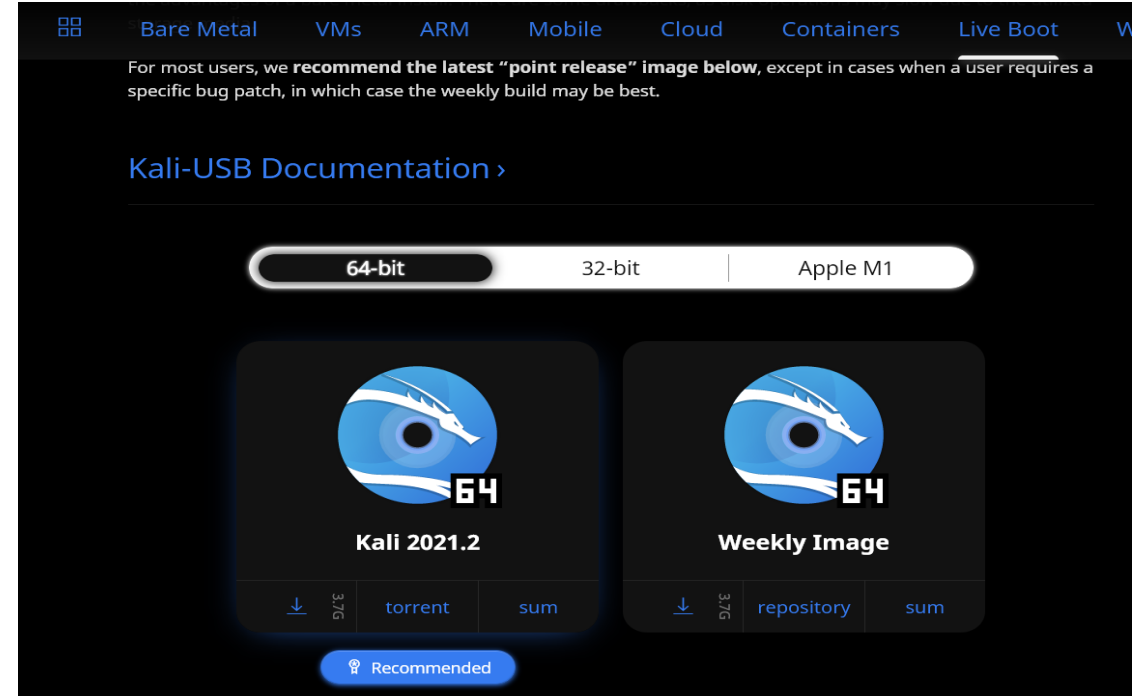 Bare Metal VMs ARM Mobile Cloud Containers Live Boot W
For most users, we recommend the latest “point release” image below, except in cases when a user requires a
specific bug patch, in which case the weekly build may be best.
Kali-USB Documentation ›
64-bit 32-bit Apple M1
64 64
Kali 2021.2 Weekly Image
3.7G torrent sum 3.7G repository sum
Recommended